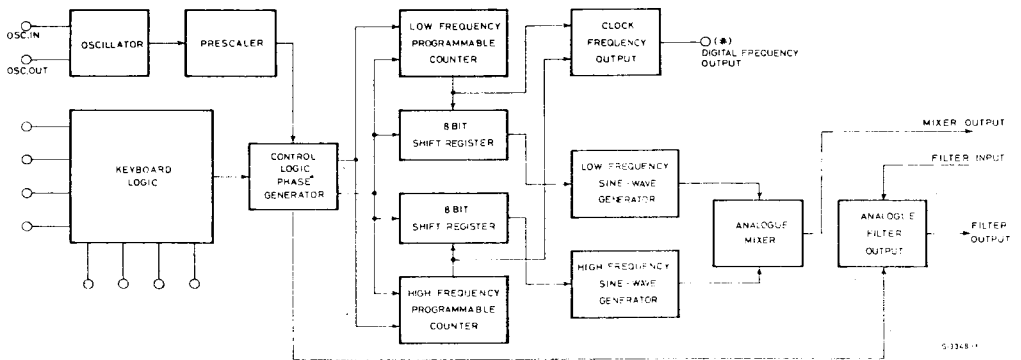 OSC.IN
OSC.OUT
OSCILLATOR
PRESCALER
LOW FREQUENCY
PROGRAMMABLE
COUNTER
CLOCK
FREQUENCY
OUTPUT
(*)
DIGITAL FREQUENCY
OUTPUT
KEYBOARD
LOGIC
CONTROL
LOGIC
PHASE
GENERATOR
8 BIT
SHIFT REGISTER
8 BIT
SHIFT REGISTER
HIGH FREQUENCY
PROGRAMMABLE
COUNTER
LOW FREQUENCY
SINE-WAVE
GENERATOR
HIGH FREQUENCY
SINE-WAVE
GENERATOR
ANALOGUE
MIXER
MIXER OUTPUT
FILTER INPUT
ANALOGUE
FILTER
OUTPUT
FILTER
OUTPUT